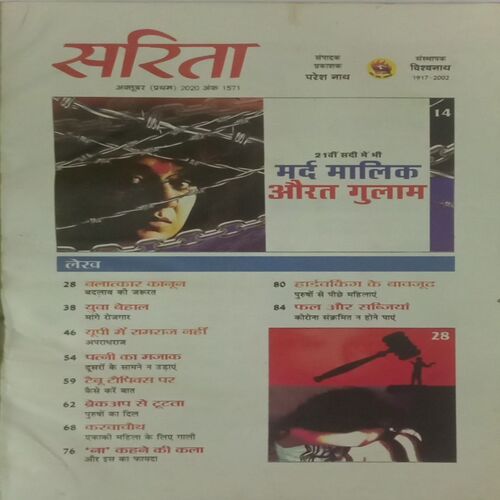 सरिता
संपादक
प्रकाशक
परेश नाथ
संस्थापक
विश्वनाथ
1917-2002
अक्तूबर (प्रथम) 2020 अंक 1571
14
21वीं सदी में भी
मर्द मालिक
औरत गुलाम
लेख
28 बलात्कार कानून
बदलाव की जरूरत
38 युवा बेहाल
मांगे रोजगार
46 यूपी में रामराज नहीं
अपराधराज
54 पत्नी का मजाक
दूसरों के सामने न उड़ाएं
59 टैबू टौपिक्स पर
कैसे करें बात
62 ब्रेकअप से टूटता
पुरुषों का दिल
68 करवाचौथ
एकाकी महिला के लिए गाली
76 'ना' कहने की कला
और इस का फायदा
80 हार्डवर्किंग के बावजूद
पुरुषों से पीछे महिलाएं
84 फल और सब्जियां
कोरोना संक्रमित न होने पाएं
28